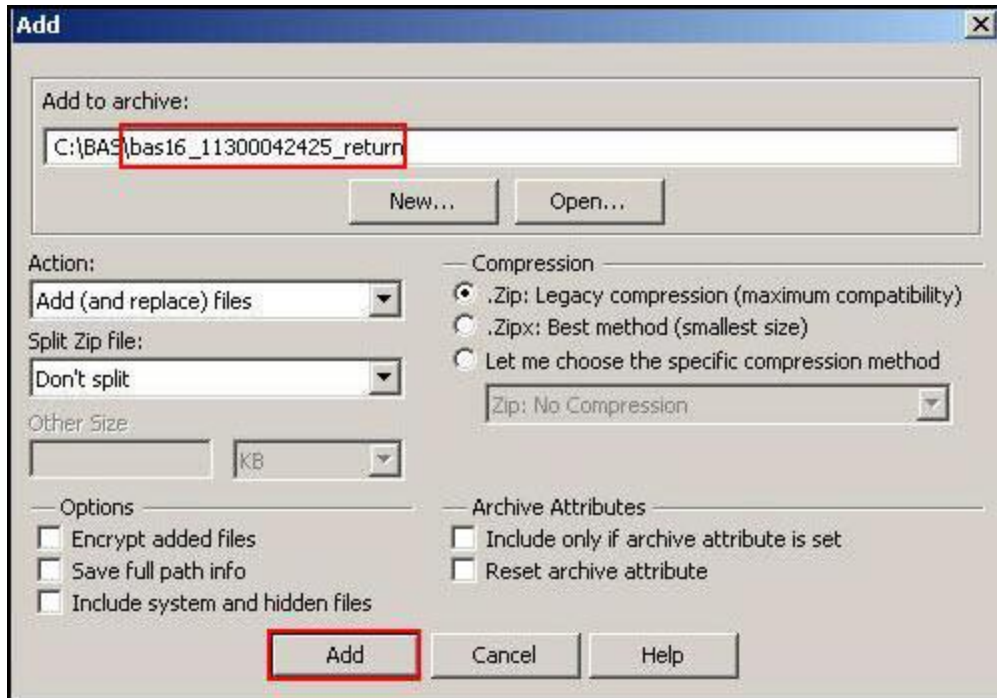 Add
Add to archive:
C:\BAS\bas16_11300042425_return
New... Open...
Action:
Add (and replace) files
Split Zip file:
Don't split
Other Size
KB
Compression
.Zip: Legacy compression (maximum compatibility)
.Zipx: Best method (smallest size)
Let me choose the specific compression method
Zip: No Compression
Options
Encrypt added files
Save full path info
Include system and hidden files
Archive Attributes
Include only if archive attribute is set
Reset archive attribute
Add Cancel Help